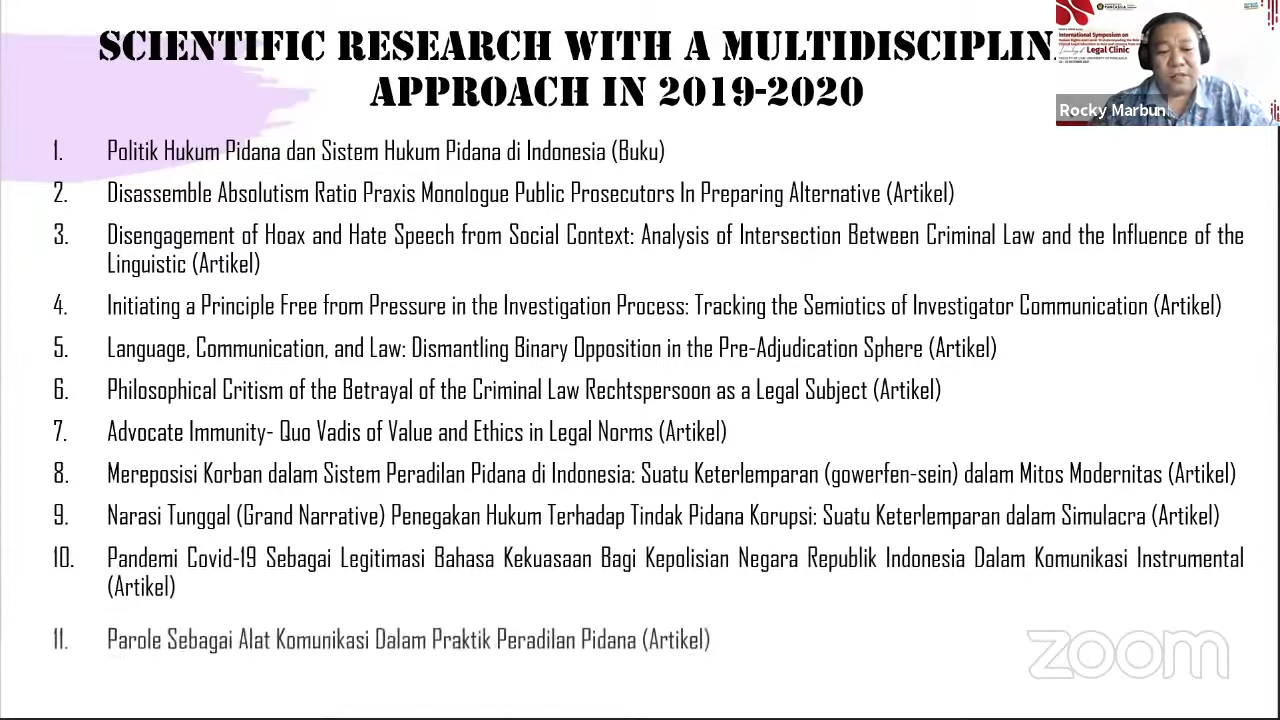 SCIENTIFIC RESEARCH WITH A MULTIDISCIPLIN
APPROACH IN 2019-2020
International Symposium
Legal Clinic
Rocky Marbun
1. Politik Hukum Pidana dan Sistem Hukum Pidana di Indonesia (Buku)
2. Disassemble Absolutism Ratio Praxis Monologue Public Prosecutors In Preparing Alternative (Artikel)
3. Disengagement of Hoax and Hate Speech from Social Context: Analysis of Intersection Between Criminal Law and the Influence of the
Linguistic (Artikel)
4. Initiating a Principle Free from Pressure in the Investigation Process: Tracking the Semiotics of Investigator Communication (Artikel)
5. Language, Communication, and Law: Dismantling Binary Opposition in the Pre-Adjudication Sphere (Artikel)
6. Philosophical Critism of the Betrayal of the Criminal Law Rechtspersoon as a Legal Subject (Artikel)
7. Advocate Immunity- Quo Vadis of Value and Ethics in Legal Norms (Artikel)
8. Mereposisi Korban dalam Sistem Peradilan Pidana di Indonesia: Suatu Keterlemparan (gowerfen-sein) dalam Mitos Modernitas (Artikel)
9. Narasi Tunggal (Grand Narrative) Penegakan Hukum Terhadap Tindak Pidana Korupsi: Suatu Keterlemparan dalam Simulacra (Artikel)
10. Pandemi Covid-19 Sebagai Legitimasi Bahasa Kekuasaan Bagi Kepolisian Negara Republik Indonesia Dalam Komunikasi Instrumental
(Artikel)
11. Parole Sebagai Alat Komunikasi Dalam Praktik Peradilan Pidana (Artikel)
zoom